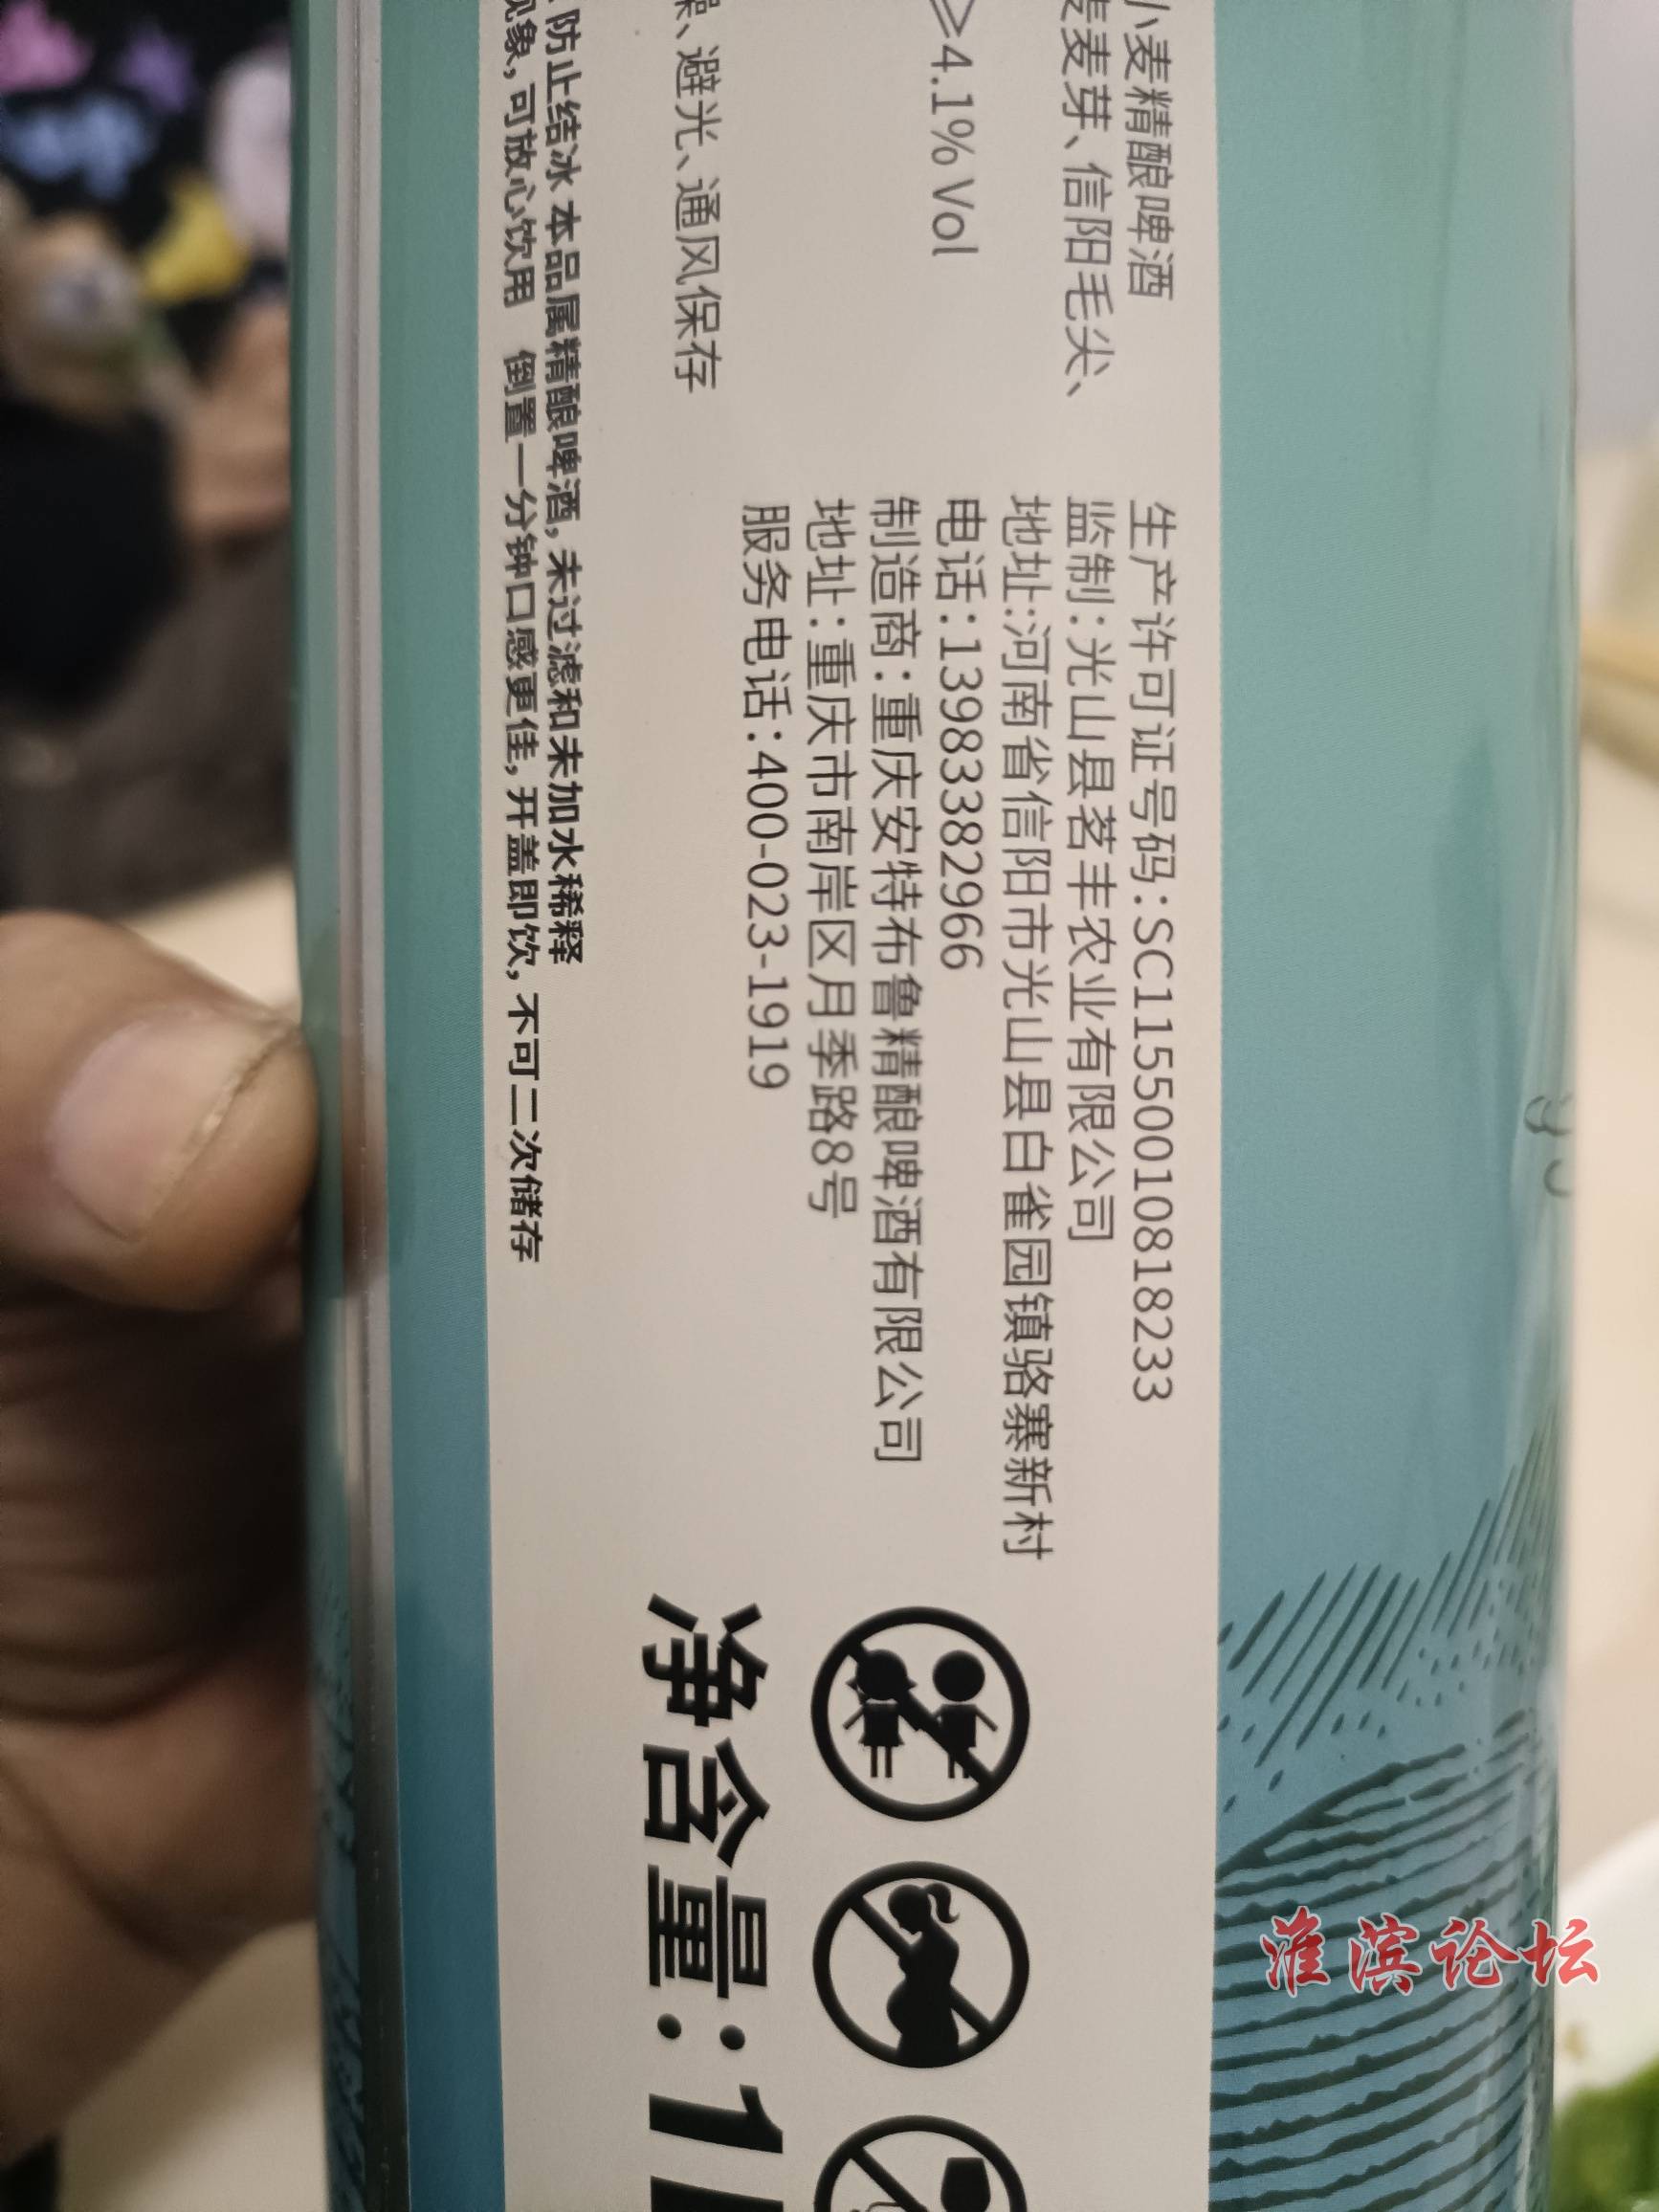 小麦精酿啤酒
麦芽、信阳毛尖、
≥4.1% Vol
、避光、通风保存
生产许可证号码:SC11550010818233
监制:光山县茗丰农业有限公司
地址:河南省信阳市光山县白雀园镇骆寨新村
电话:13983382966
制造商:重庆安特布鲁精酿啤酒有限公司
地址:重庆市南岸区月季路8号
服务电话:400-023-1919
防止结冰 本品属精酿啤酒,未过滤和未加水稀释
现象,可放心饮用 倒置一分钟口感更佳,开盖即饮,不可二次储存
净含量:1L
淮滨论坛